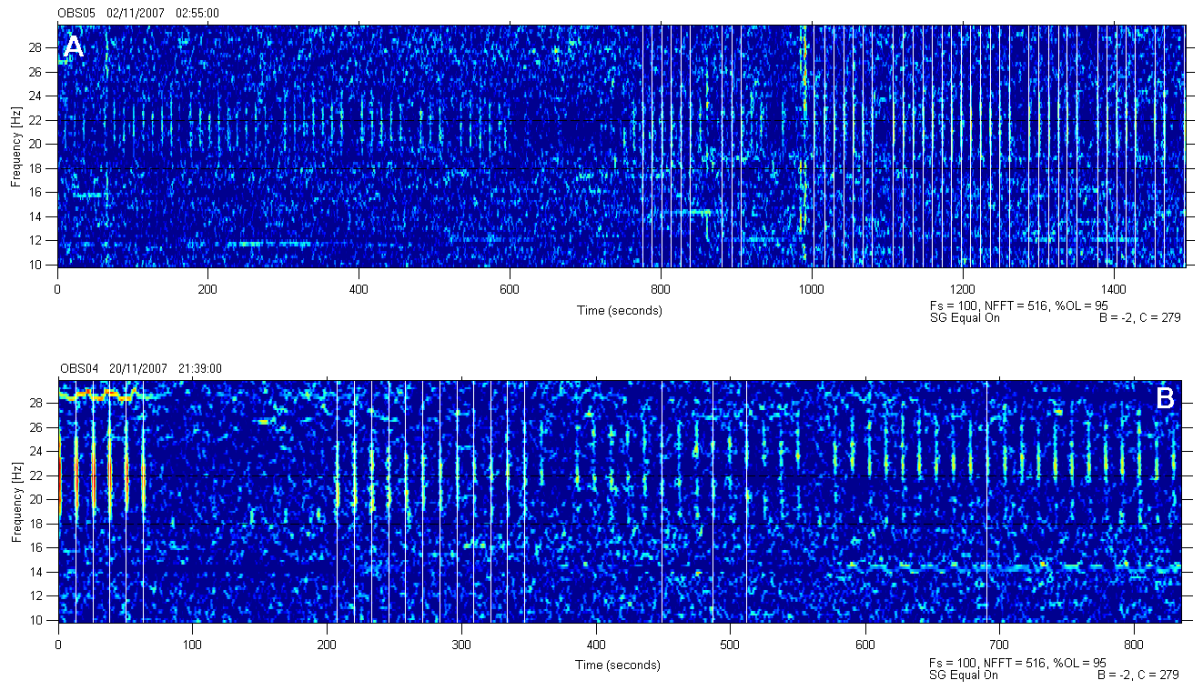 OBS05 02/11/2007 02:55:00
A
28
26
24
22
20
18
16
14
12
10
Frequency [Hz]
0 200 400 600 800 1000 1200 1400
Time (seconds)
Fs = 100, NFFT = 516, %OL = 95
SG Equal On B = -2, C = 279
OBS04 20/11/2007 21:39:00
B
28
26
24
22
20
18
16
14
12
10
Frequency [Hz]
0 100 200 300 400 500 600 700 800
Time (seconds)
Fs = 100, NFFT = 516, %OL = 95
SG Equal On B = -2, C = 279